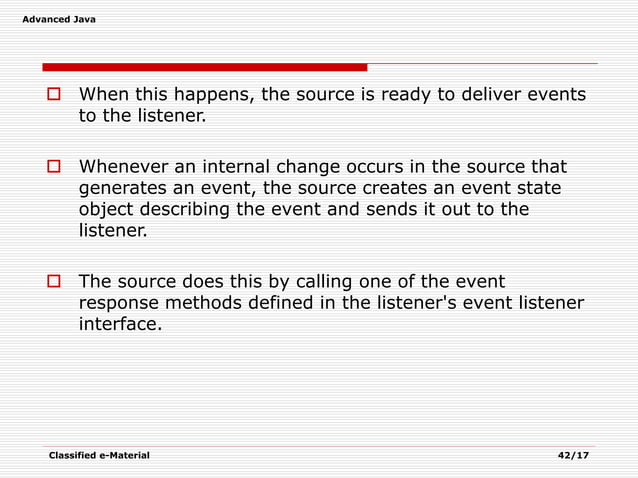 Advanced Java
When this happens, the source is ready to deliver events
to the listener.
Whenever an internal change occurs in the source that
generates an event, the source creates an event state
object describing the event and sends it out to the
listener.
The source does this by calling one of the event
response methods defined in the listener's event listener
interface.
Classified e-Material
42/17